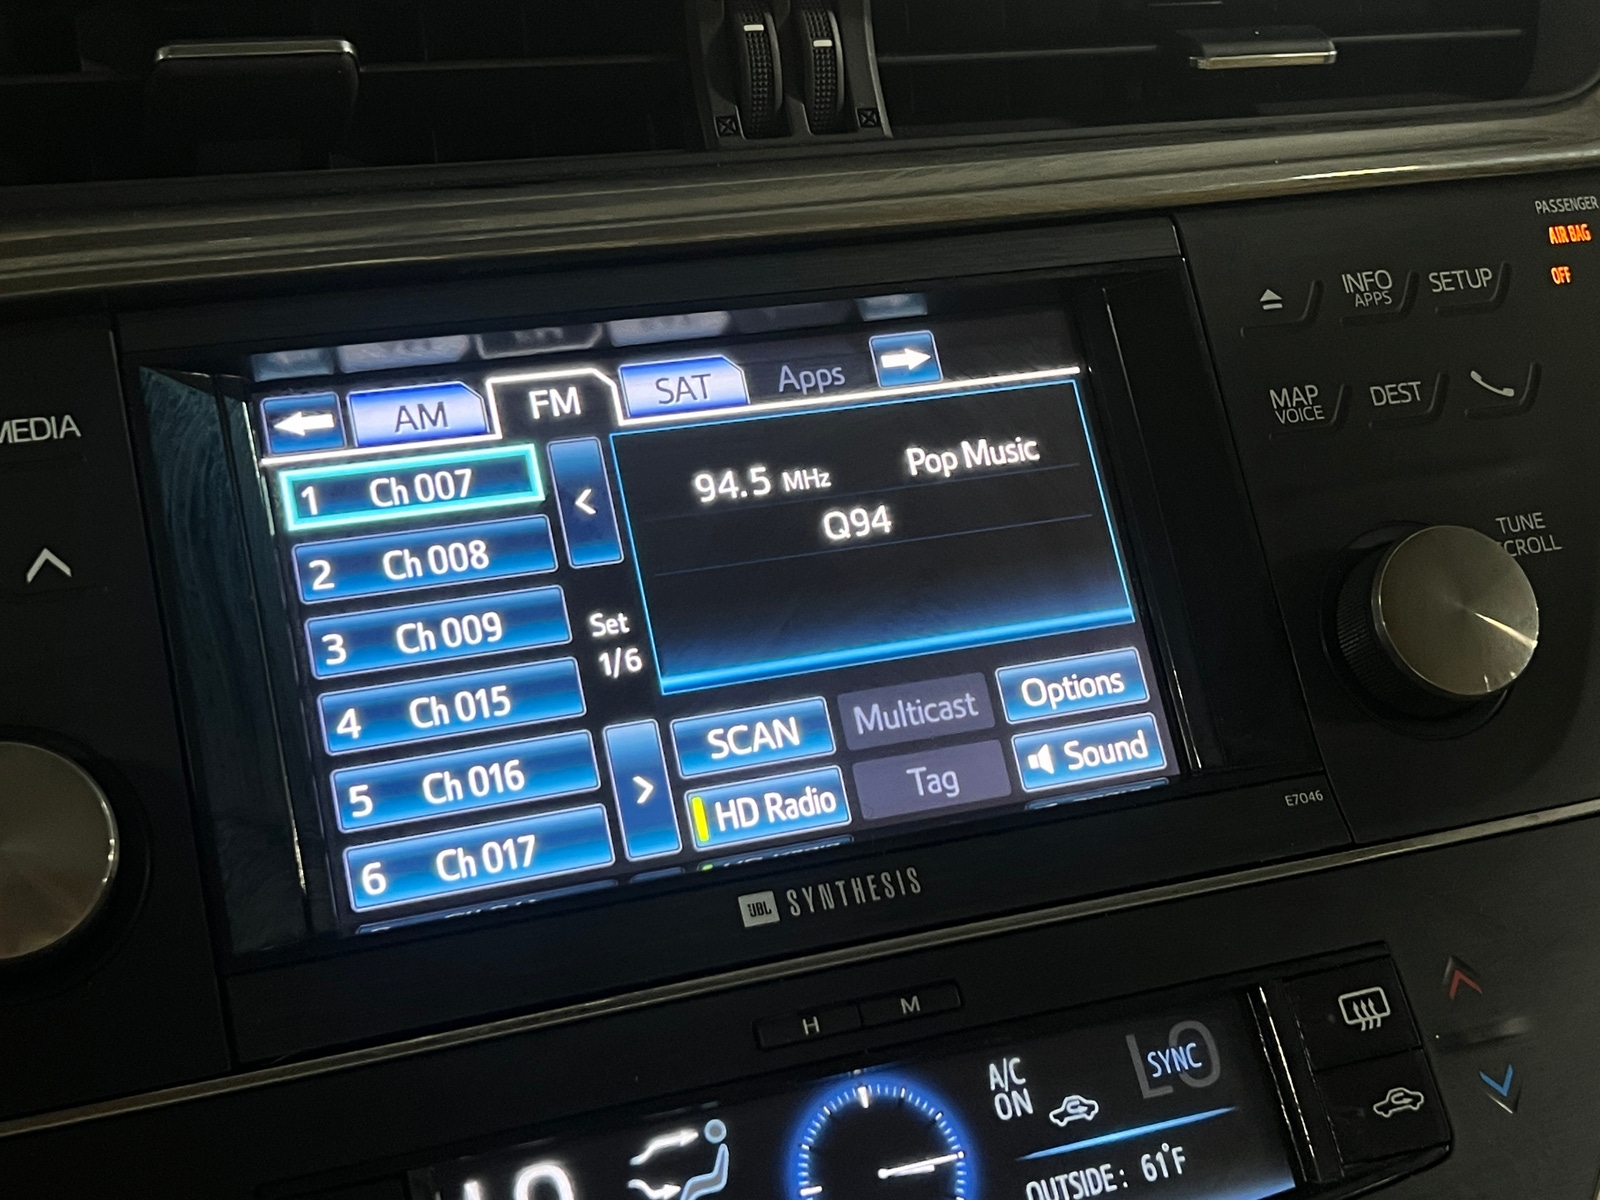 PASSENGER
AIR BAG
OFF
INFO
APPS
SETUP
MAP
VOICE
DEST
MEDIA
TUNE
SCROLL
AM
FM
SAT
Apps
1 Ch 007
2 Ch 008
3 Ch 009
4 Ch 015
5 Ch 016
6 Ch 017
<
Set
1/6
>
94.5 MHz Pop Music
Q94
SCAN
Multicast
Options
HD Radio
Tag
Sound
E7046
JBL SYNTHESIS
H M
A/C
ON
LO
SYNC
LO
OUTSIDE: 61°F